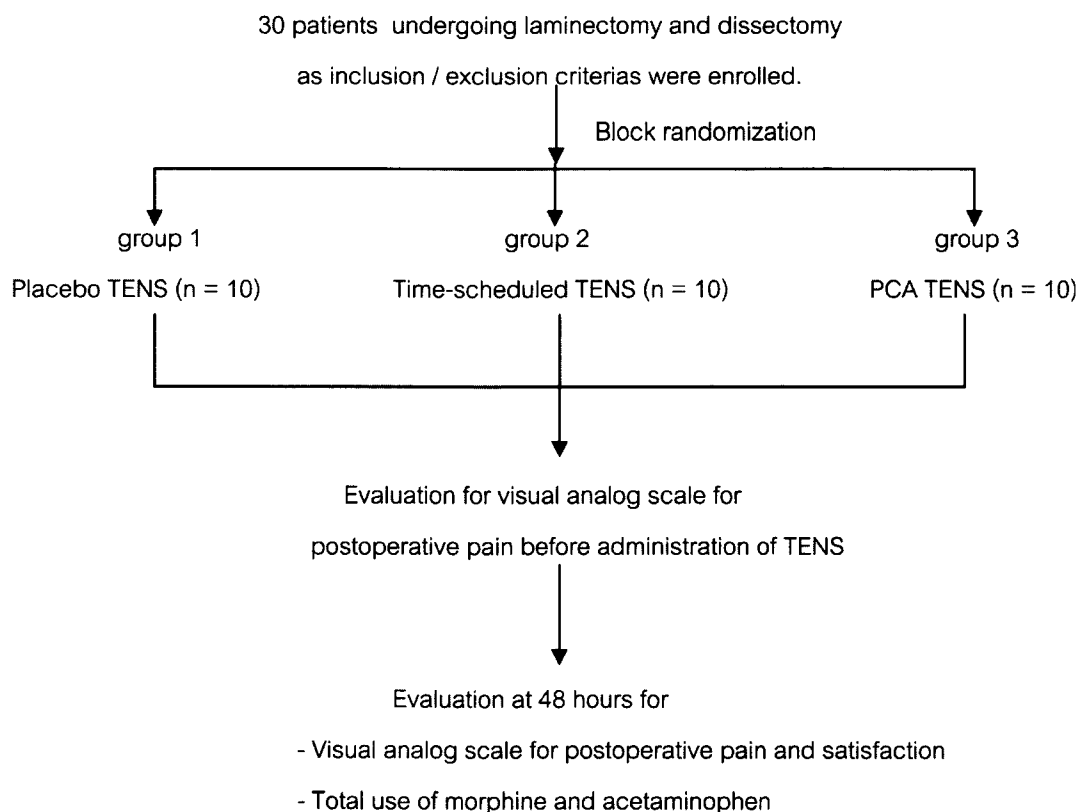 30 patients undergoing laminectomy and dissectomy
as inclusion / exclusion criterias were enrolled.
Block randomization
group 1
group 2
group 3
Placebo TENS (n = 10)
Time-scheduled TENS (n = 10)
PCA TENS (n = 10)
Evaluation for visual analog scale for
postoperative pain before administration of TENS
Evaluation at 48 hours for
- Visual analog scale for postoperative pain and satisfaction
- Total use of morphine and acetaminophen